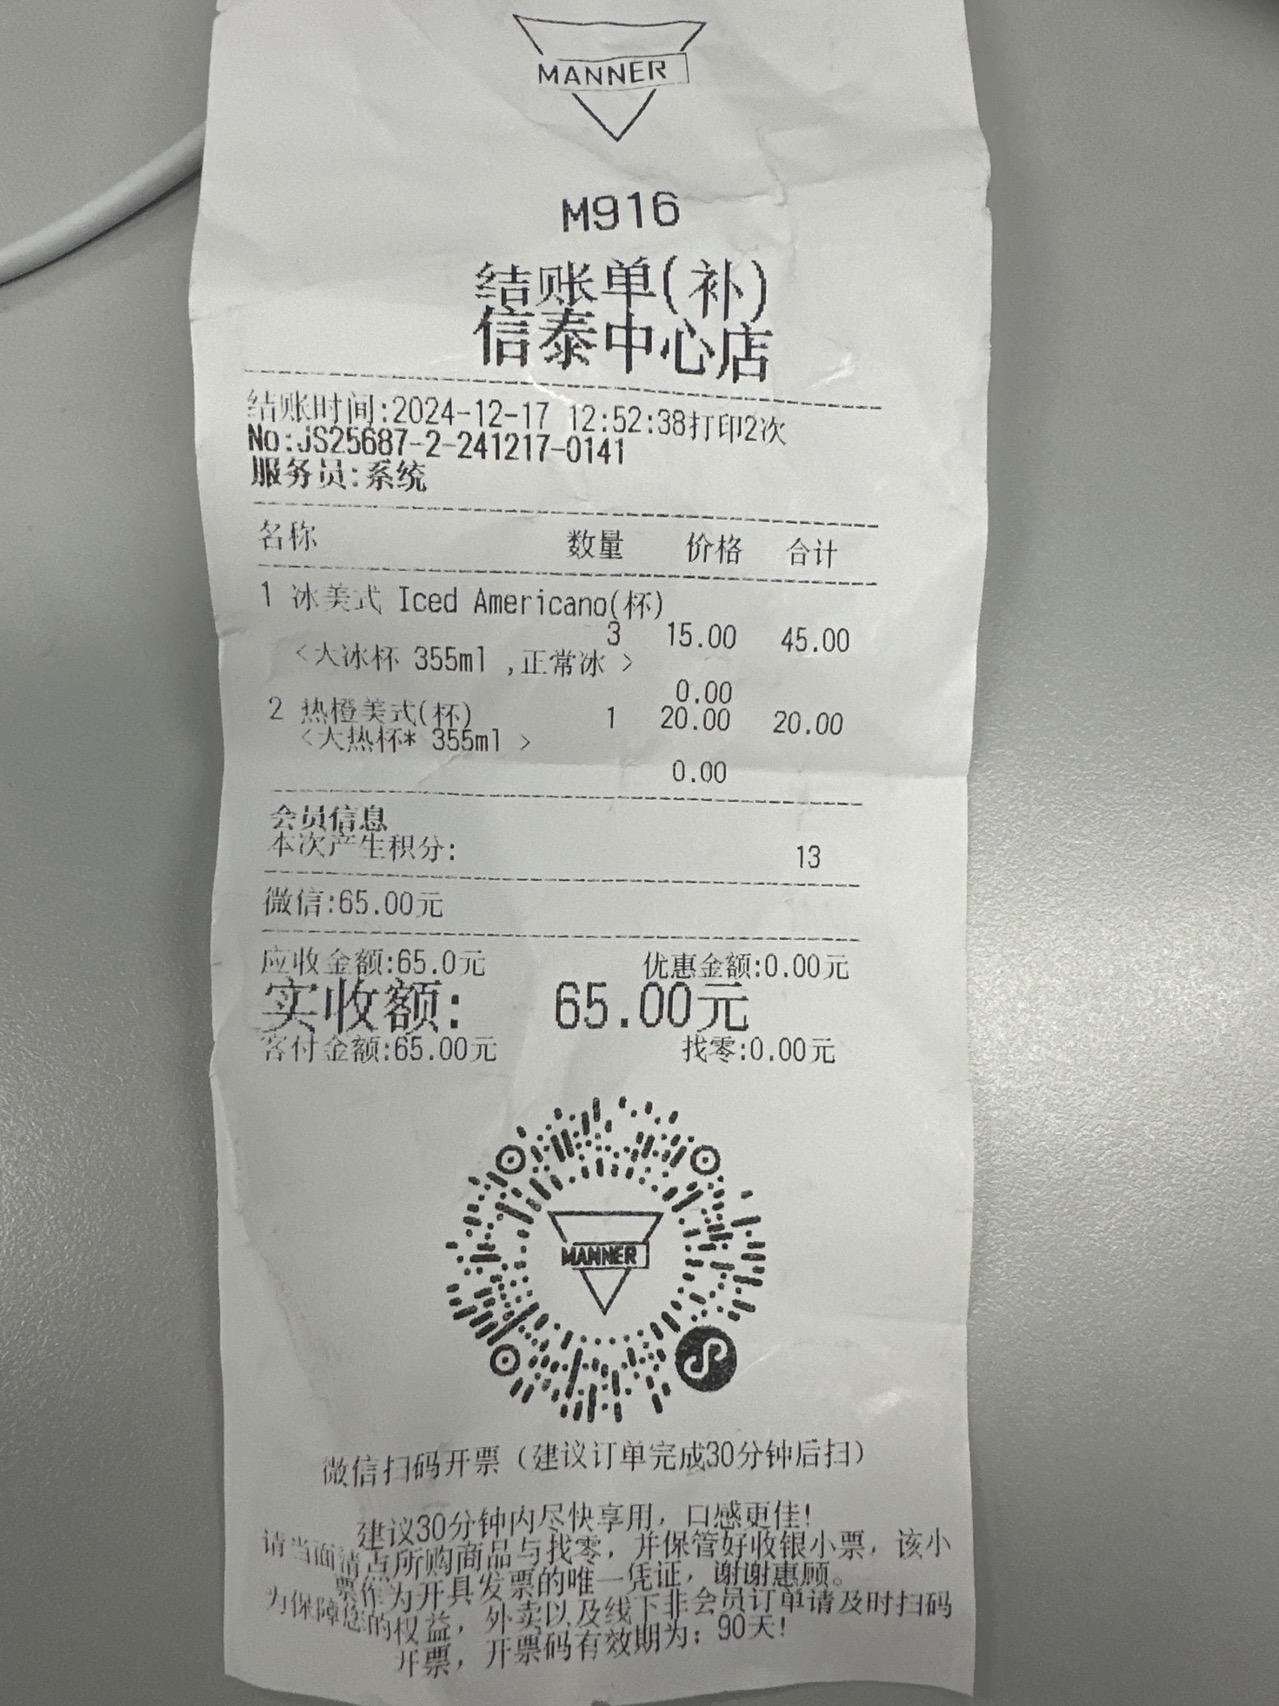 MANNER
M916
结账单(补)
信泰中心店
结账时间:2024-12-17 12:52:38打印2次
No:JS25687-2-241217-0141
服务员:系统
名称 数量 价格 合计
1 冰美式 Iced Americano(杯)
3 15.00 45.00
<大冰杯 355ml ,正常冰 >
0.00
2 热橙美式(杯) 1 20.00 20.00
<大热杯* 355ml >
0.00
会员信息
本次产生积分: 13
微信:65.00元
应收金额:65.0元 优惠金额:0.00元
实收额: 65.00元
客付金额:65.00元 找零:0.00元
MANNER
微信扫码开票（建议订单完成30分钟后扫）
建议30分钟内尽快享用，口感更佳!
请当面清点所购商品与找零，并保管好收银小票，该小
票作为开具发票的唯一凭证，谢谢惠顾。
为保障您的权益，外卖以及线下非会员订单请及时扫码
开票，开票码有效期为：90天!